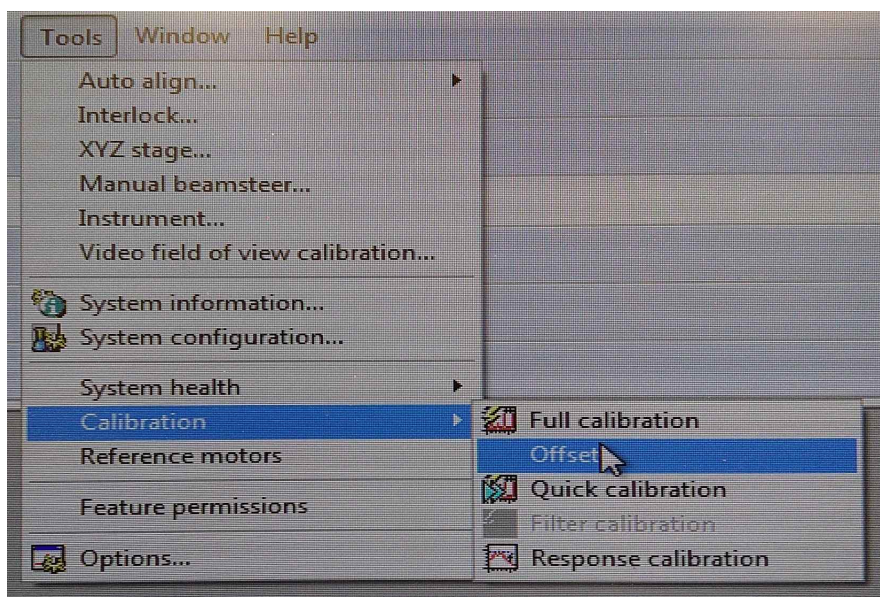 Tools Window Help
Auto align...
Interlock...
XYZ stage...
Manual beamsteer...
Instrument...
Video field of view calibration...
System information...
System configuration...
System health
Calibration
Reference motors
Feature permissions
Options...
Full calibration
Offset
Quick calibration
Filter calibration
Response calibration